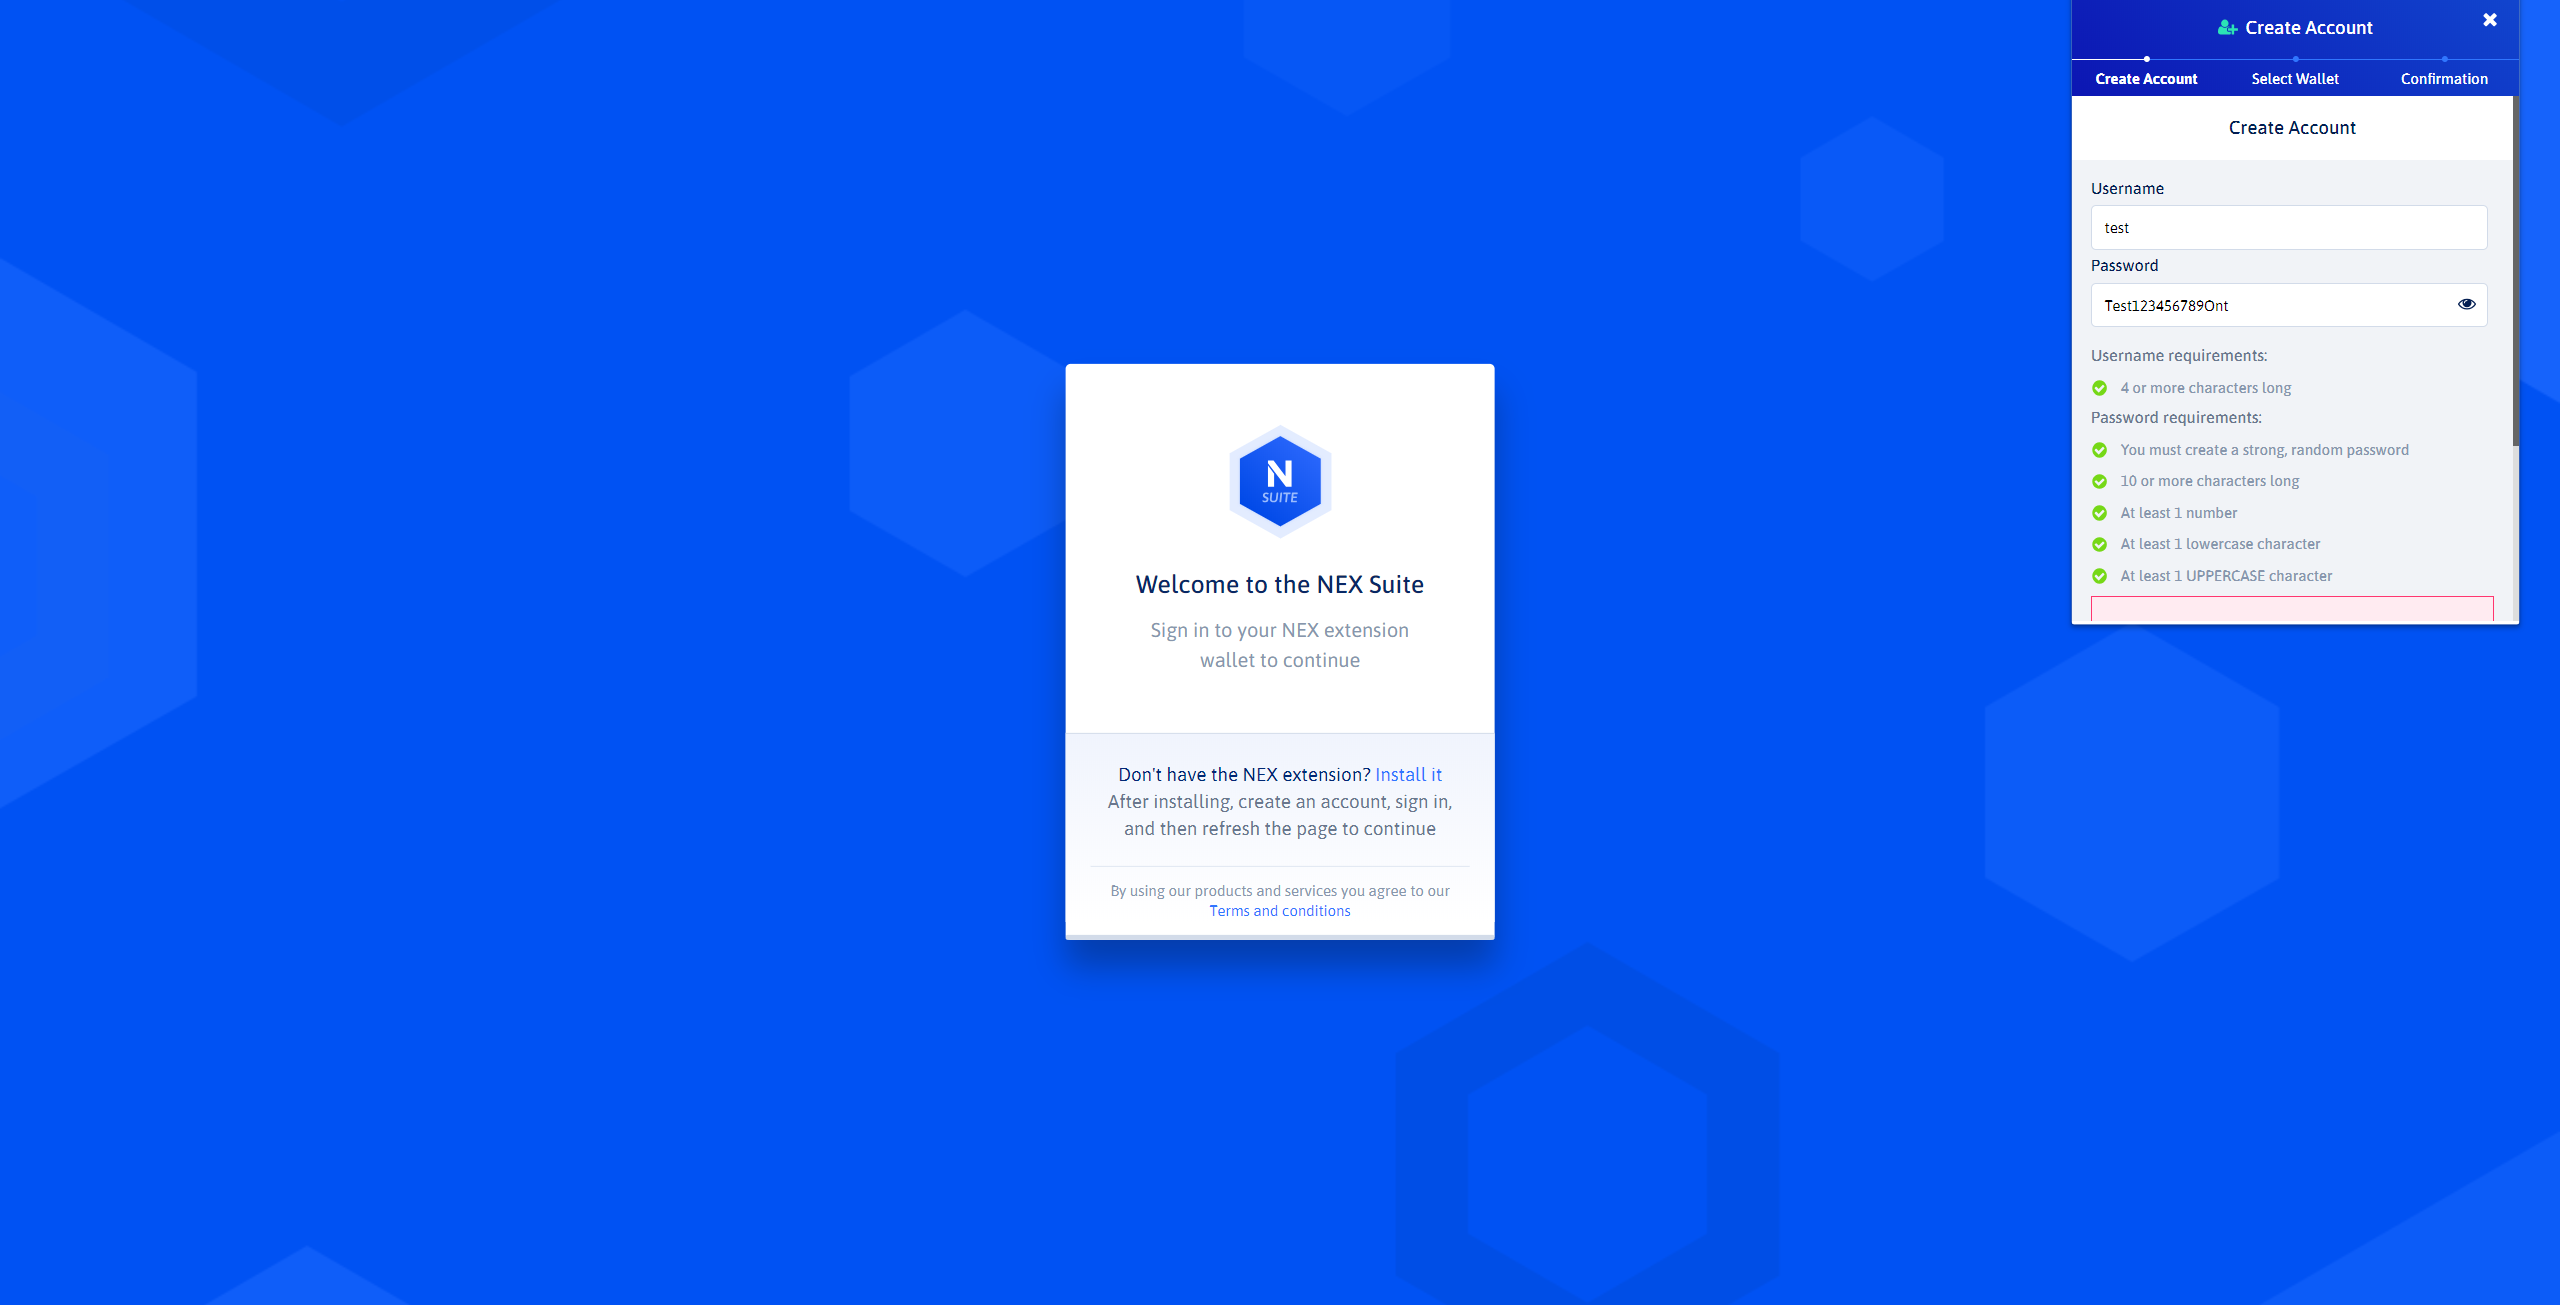 Create Account
Create Account
Select Wallet
Confirmation
Create Account
Username
test
Password
Test123456789Ont
Username requirements:
4 or more characters long
Password requirements:
You must create a strong, random password
10 or more characters long
At least 1 number
At least 1 lowercase character
At least 1 UPPERCASE character
N
SUITE
Welcome to the NEX Suite
Sign in to your NEX extension
wallet to continue
Don't have the NEX extension? Install it
After installing, create an account, sign in,
and then refresh the page to continue
By using our products and services you agree to our
Terms and conditions